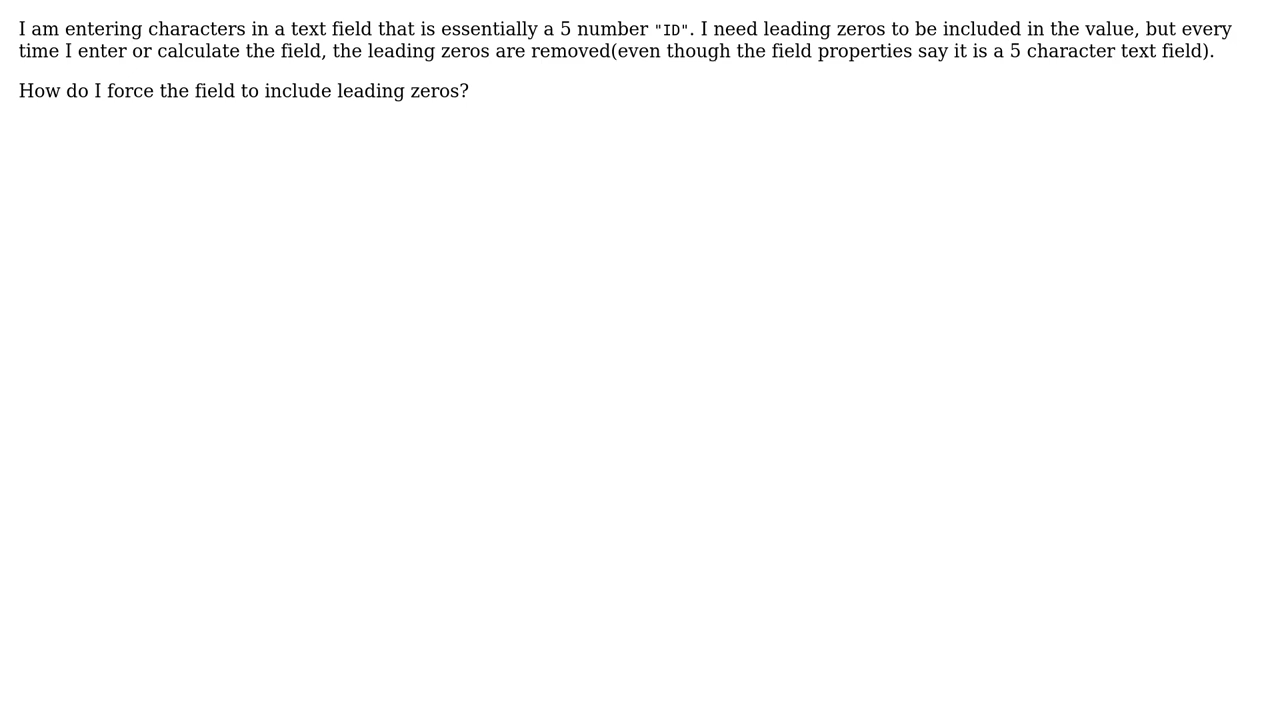 I am entering characters in a text field that is essentially a 5 number "ID". I need leading zeros to be included in the value, but every
time I enter or calculate the field, the leading zeros are removed(even though the field properties say it is a 5 character text field).
How do I force the field to include leading zeros?